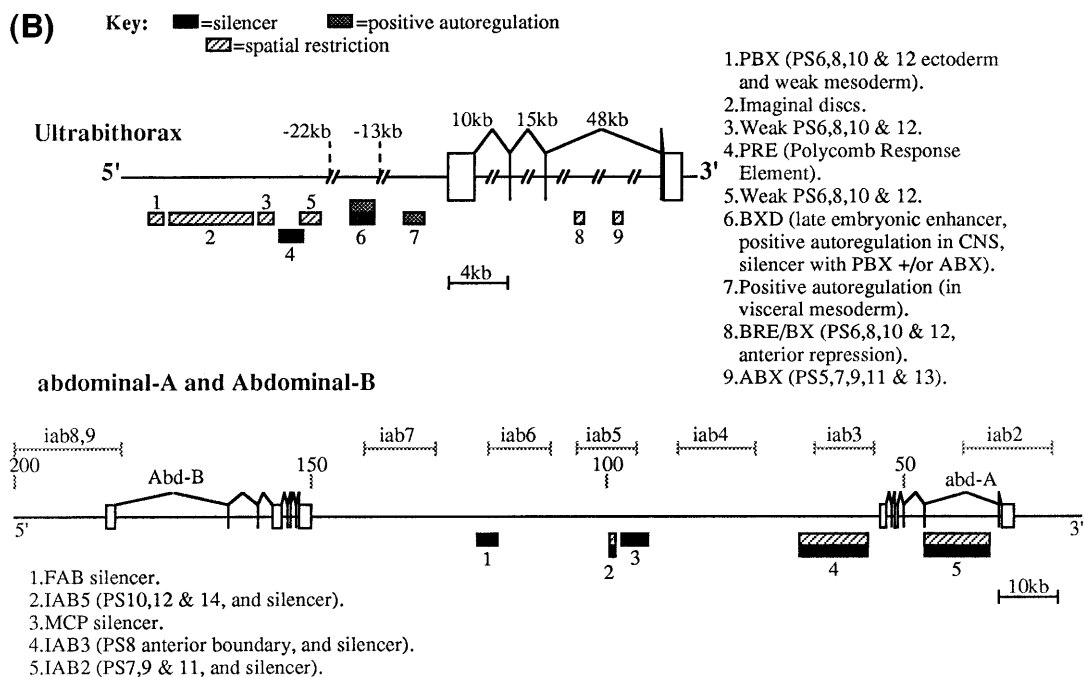 (B)
Key: =silencer =positive autoregulation
=spatial restriction
Ultrabithorax
-22kb -13kb 10kb 15kb 48kb
5' 3'
1 3 5
2 4 6 7 8 9
4kb
1.PBX (PS6,8,10 & 12 ectoderm
and weak mesoderm).
2.Imaginal discs.
3.Weak PS6,8,10 & 12.
4.PRE (Polycomb Response
Element).
5.Weak PS6,8,10 & 12.
6.BXD (late embryonic enhancer,
positive autoregulation in CNS,
silencer with PBX +/or ABX).
7.Positive autoregulation (in
visceral mesoderm).
8.BRE/BX (PS6,8,10 & 12,
anterior repression).
9.ABX (PS5,7,9,11 & 13).
abdominal-A and Abdominal-B
iab8,9 iab7 iab6 iab5 iab4 iab3 iab2
200 150 100 50
Abd-B abd-A
5' 3'
1 2 3 4 5
10kb
1.FAB silencer.
2.IAB5 (PS10,12 & 14, and silencer).
3.MCP silencer.
4.IAB3 (PS8 anterior boundary, and silencer).
5.IAB2 (PS7,9 & 11, and silencer).